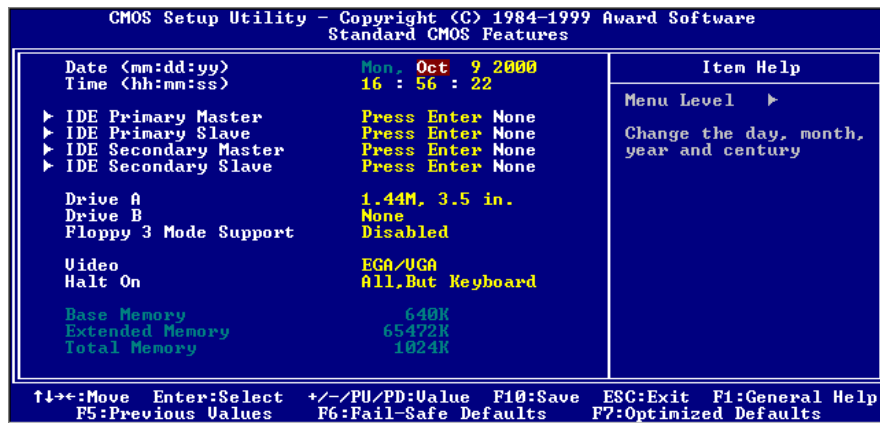 CMOS Setup Utility – Copyright (C) 1984–1999 Award Software
Standard CMOS Features
Date (mm:dd:yy) Mon, Oct 9 2000
Time (hh:mm:ss) 16 : 56 : 22
▶ IDE Primary Master Press Enter None
▶ IDE Primary Slave Press Enter None
▶ IDE Secondary Master Press Enter None
▶ IDE Secondary Slave Press Enter None
Drive A 1.44M, 3.5 in.
Drive B None
Floppy 3 Mode Support Disabled
Video EGA/VGA
Halt On All,But Keyboard
Base Memory 640K
Extended Memory 65472K
Total Memory 1024K
Item Help
Menu Level ▶
Change the day, month,
year and century
↑↓→←:Move Enter:Select +/-/PU/PD:Value F10:Save ESC:Exit F1:General Help
F5:Previous Values F6:Fail-Safe Defaults F7:Optimized Defaults